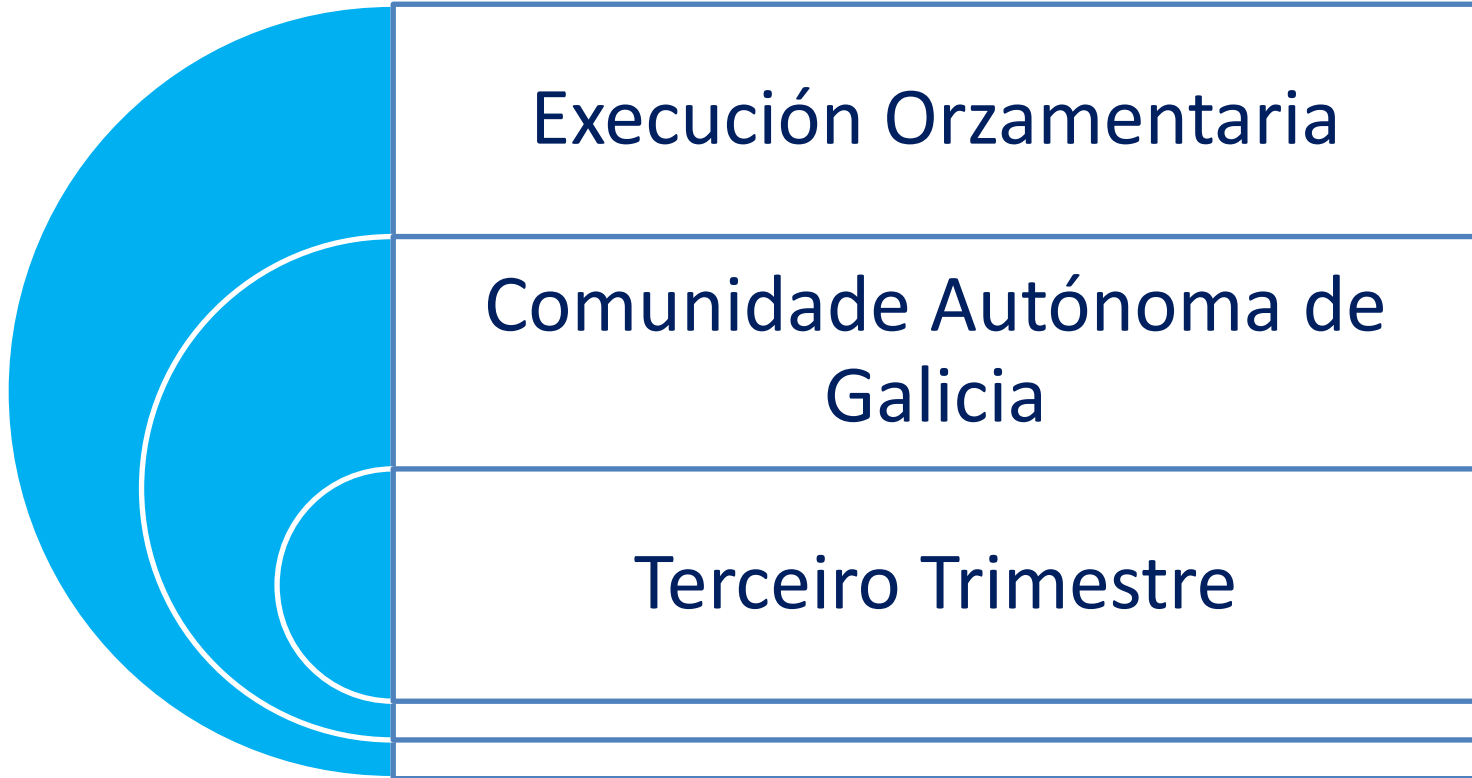 Execución Orzamentaria
Comunidade Autónoma de
Galicia
Terceiro Trimestre